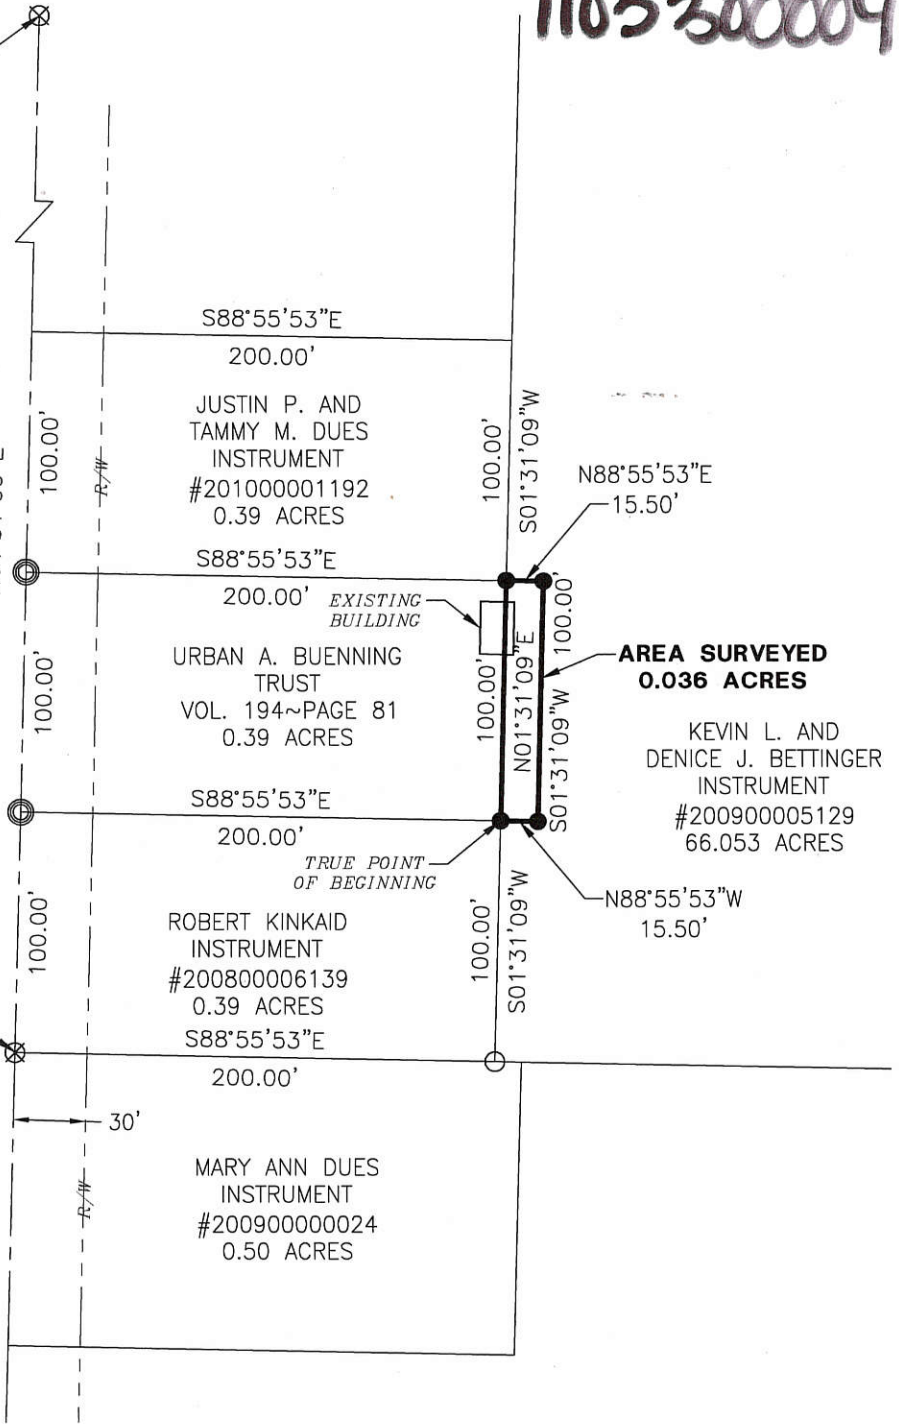 1103300004
S88°55'53"E
200.00'
JUSTIN P. AND
TAMMY M. DUES
INSTRUMENT
#201000001192
0.39 ACRES
100.00'
R/W
100.00'
S01°31'09"W
N88°55'53"E
15.50'
S88°55'53"E
200.00'
EXISTING
BUILDING
URBAN A. BUENNING
TRUST
VOL. 194~PAGE 81
0.39 ACRES
100.00'
100.00'
N01°31'09"E
100.00'
S01°31'09"W
AREA SURVEYED
0.036 ACRES
KEVIN L. AND
DENICE J. BETTINGER
INSTRUMENT
#200900005129
66.053 ACRES
S88°55'53"E
200.00'
TRUE POINT
OF BEGINNING
N88°55'53"W
15.50'
ROBERT KINKAID
INSTRUMENT
#200800006139
0.39 ACRES
100.00'
100.00'
S01°31'09"W
S88°55'53"E
200.00'
30'
MARY ANN DUES
INSTRUMENT
#200900000024
0.50 ACRES
R/W